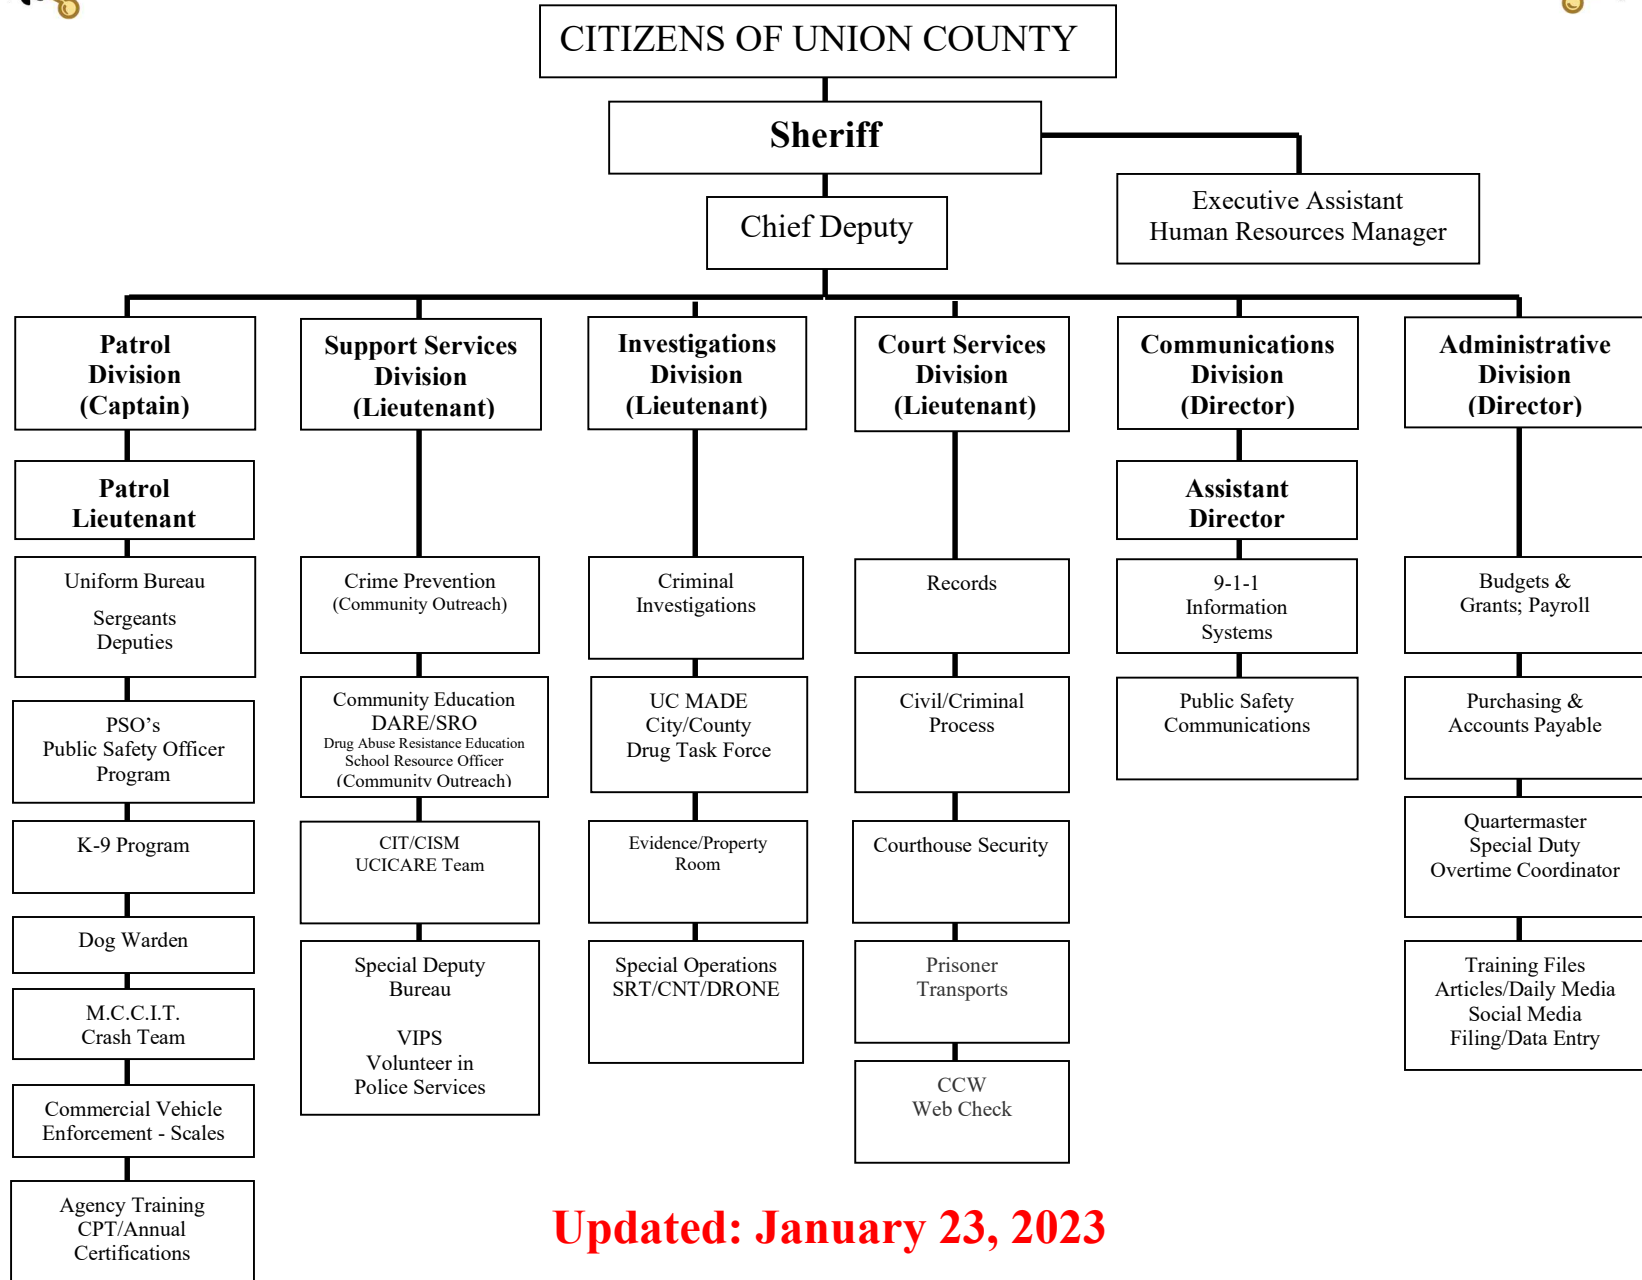 CITIZENS OF UNION COUNTY
Sheriff
Executive Assistant
Human Resources Manager
Chief Deputy
Patrol
Division
(Captain)
Patrol
Lieutenant
Uniform Bureau
Sergeants
Deputies
PSO’s
Public Safety Officer
Program
K-9 Program
Dog Warden
M.C.C.I.T.
Crash Team
Commercial Vehicle
Enforcement - Scales
Agency Training
CPT/Annual
Certifications
Support Services
Division
(Lieutenant)
Crime Prevention
(Community Outreach)
Community Education
DARE/SRO
Drug Abuse Resistance Education
School Resource Officer
(Community Outreach)
CIT/CISM
UCICARE Team
Special Deputy
Bureau
VIPS
Volunteer in
Police Services
Investigations
Division
(Lieutenant)
Criminal
Investigations
UC MADE
City/County
Drug Task Force
Evidence/Property
Room
Special Operations
SRT/CNT/DRONE
Court Services
Division
(Lieutenant)
Records
Civil/Criminal
Process
Courthouse Security
Prisoner
Transports
CCW
Web Check
Communications
Division
(Director)
Assistant
Director
9-1-1
Information
Systems
Public Safety
Communications
Administrative
Division
(Director)
Budgets &
Grants; Payroll
Purchasing &
Accounts Payable
Quartermaster
Special Duty
Overtime Coordinator
Training Files
Articles/Daily Media
Social Media
Filing/Data Entry
Updated: January 23, 2023